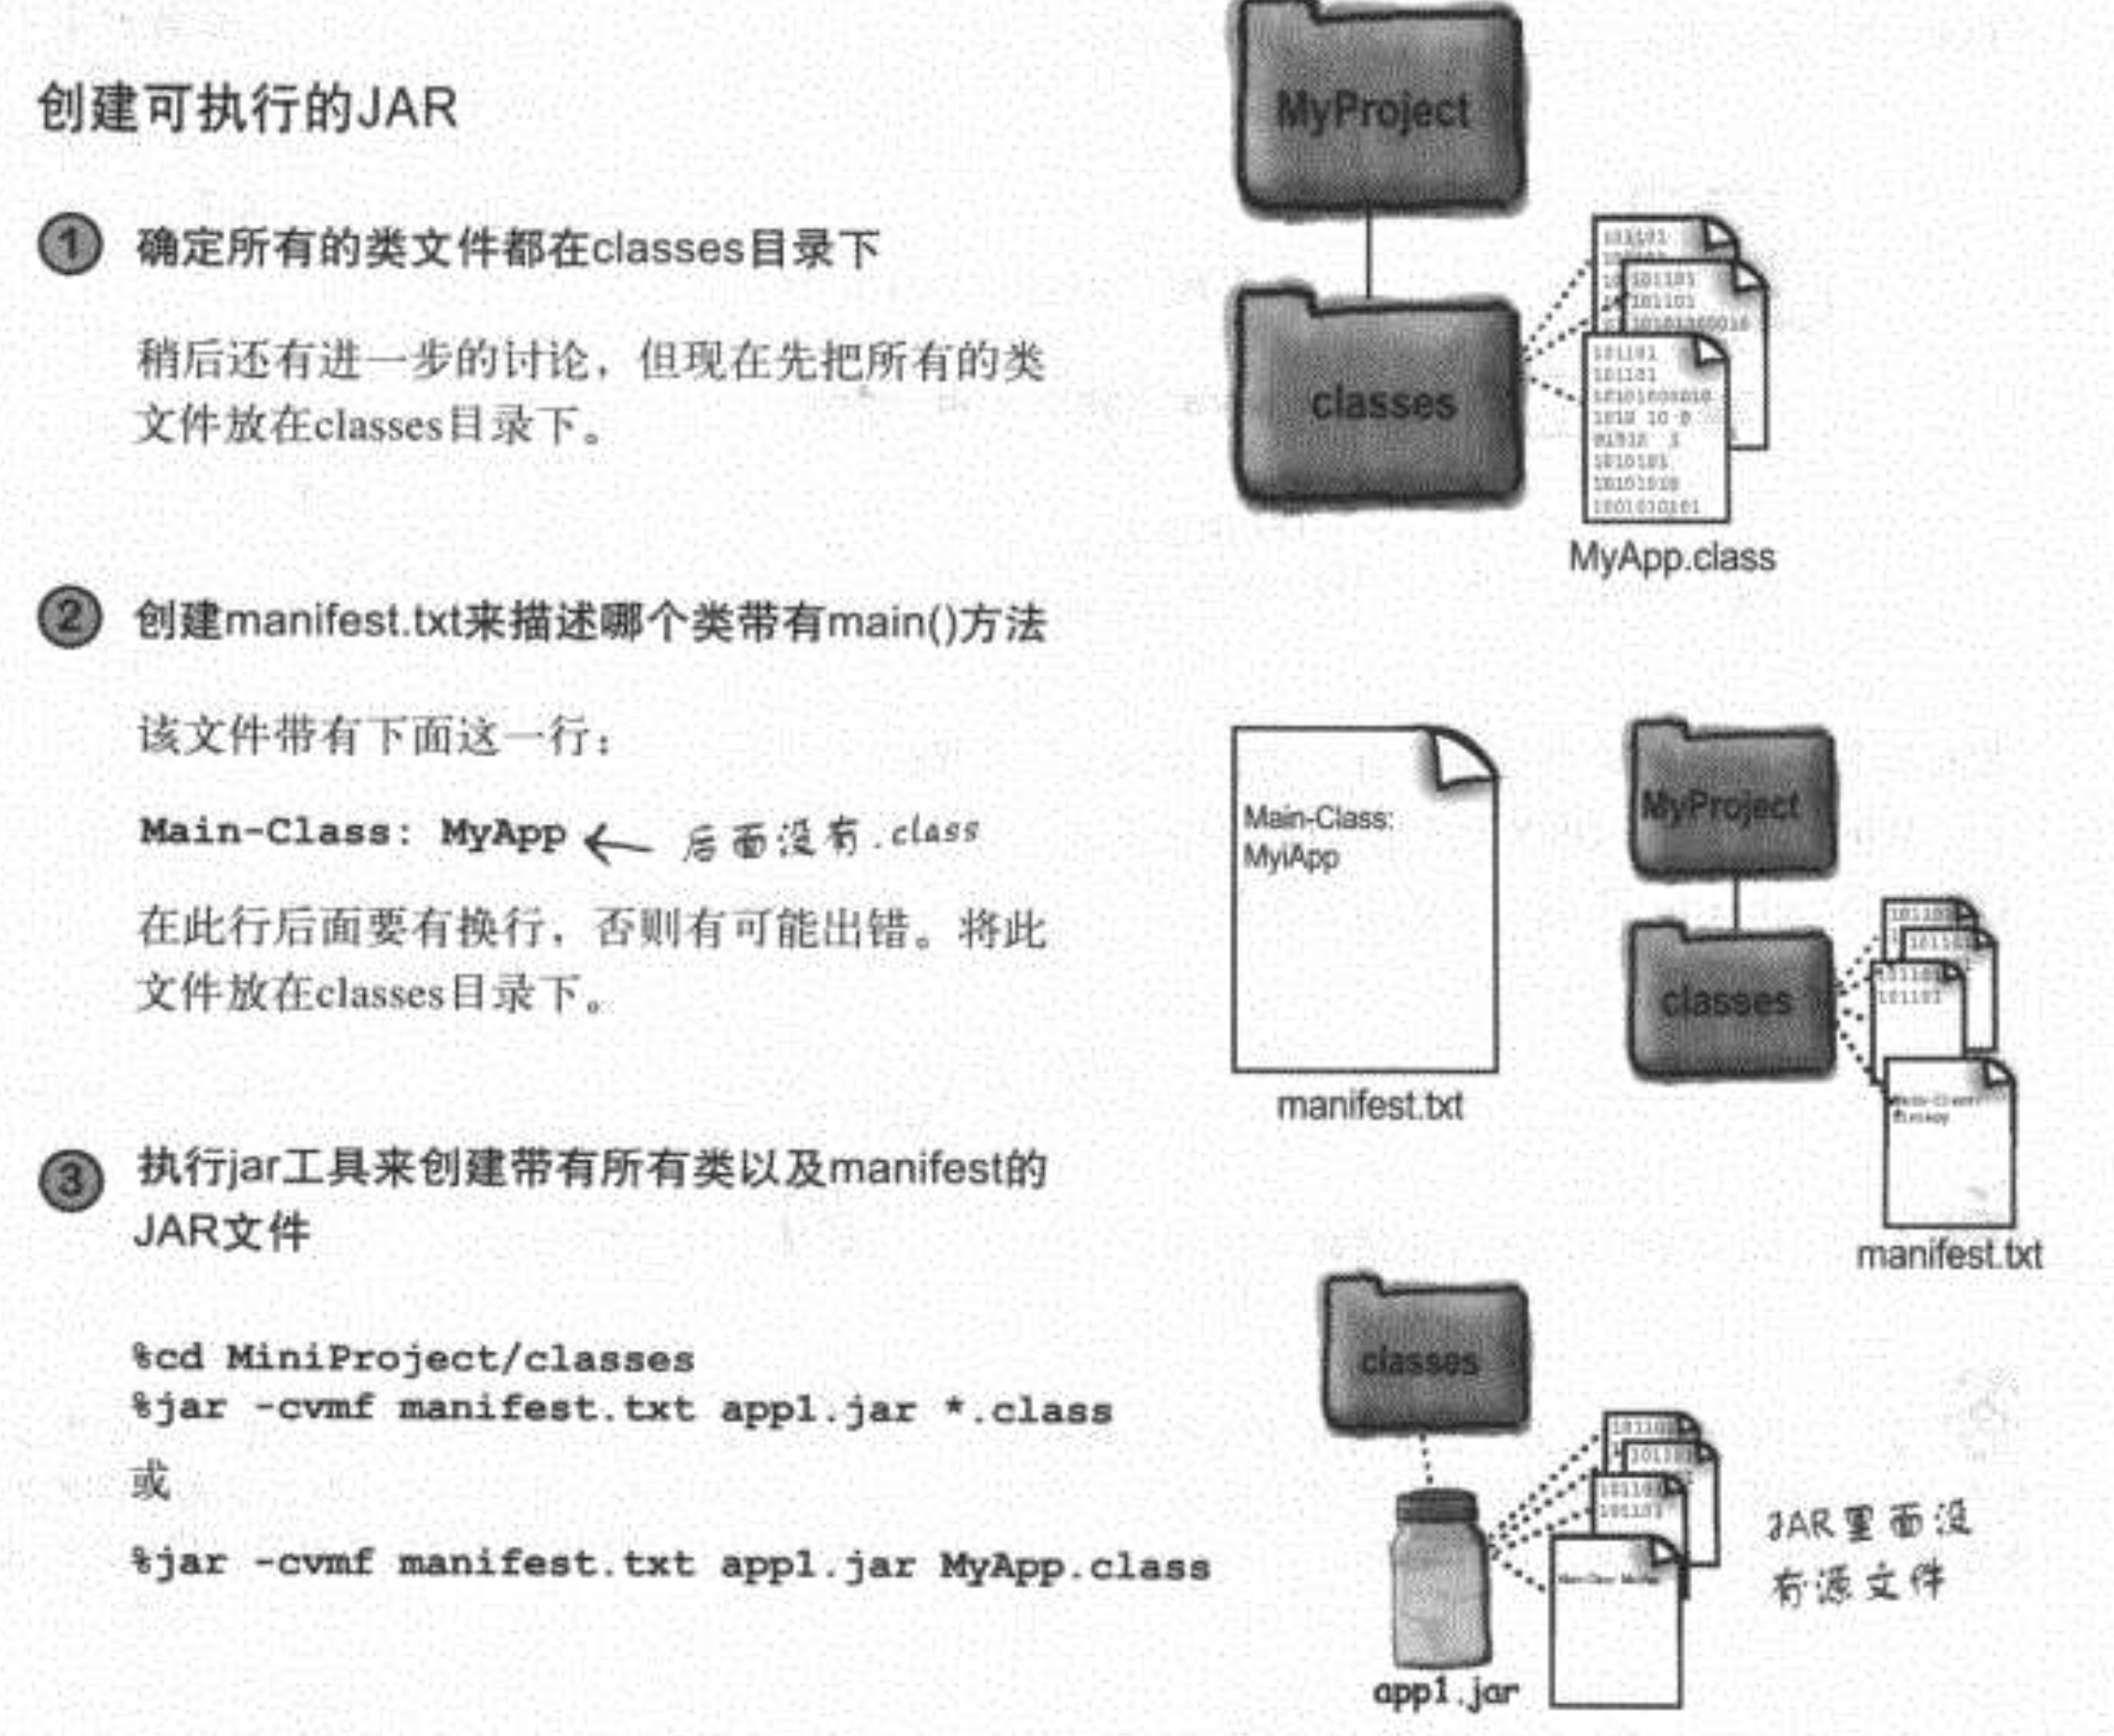 创建可执行的JAR
1 确定所有的类文件都在classes目录下
稍后还有进一步的讨论，但现在先把所有的类
文件放在classes目录下。
MyProject
classes
MyApp.class
2 创建manifest.txt来描述哪个类带有main()方法
该文件带有下面这一行：
Main-Class: MyApp ← 后面没有.class
在此行后面要有换行，否则有可能出错。将此
文件放在classes目录下。
Main-Class:
MyiApp
manifest.txt
MyProject
classes
manifest.txt
3 执行jar工具来创建带有所有类以及manifest的
JAR文件
%cd MiniProject/classes
%jar -cvmf manifest.txt app1.jar *.class
或
%jar -cvmf manifest.txt app1.jar MyApp.class
classes
app1.jar
JAR里面没
有源文件